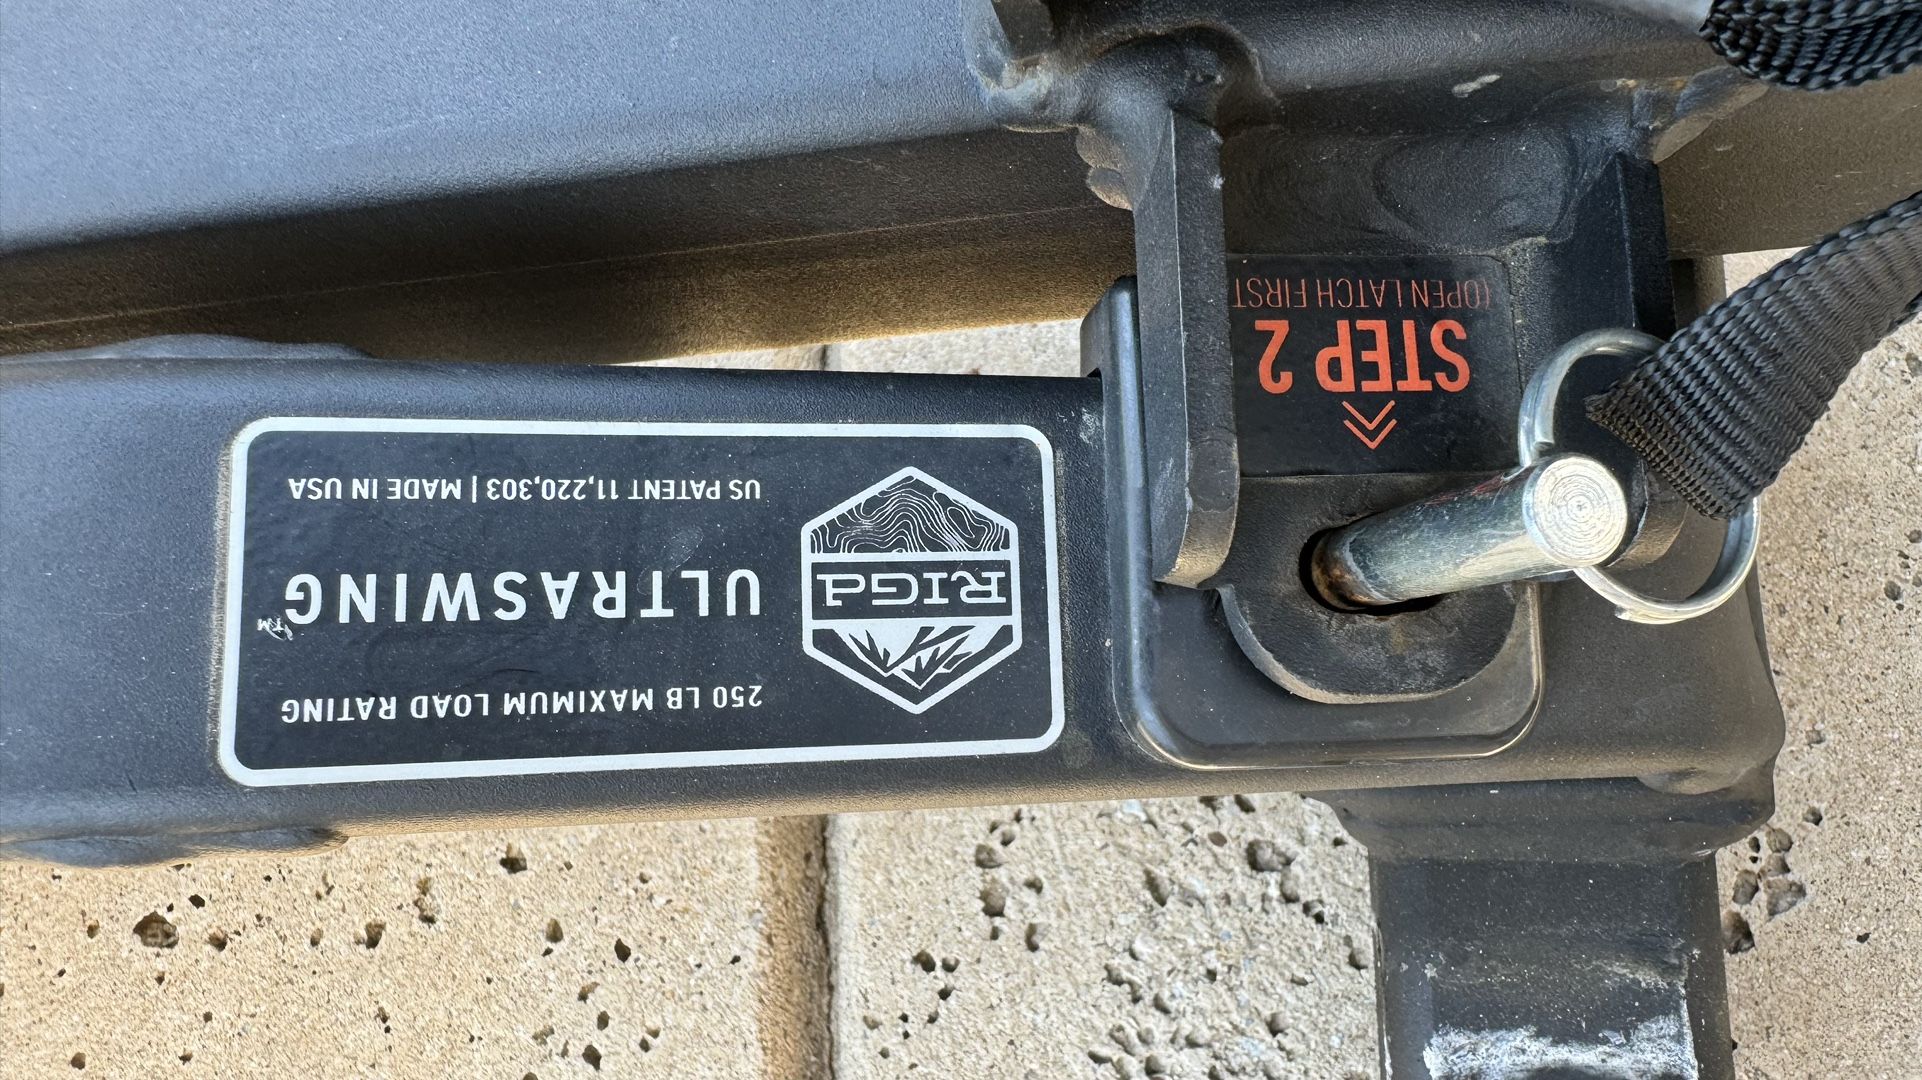 RIGd
250 LB MAXIMUM LOAD RATING
ULTRASWING™
US PATENT 11,220,303 | MADE IN USA
STEP 2
(OPEN LATCH FIRST